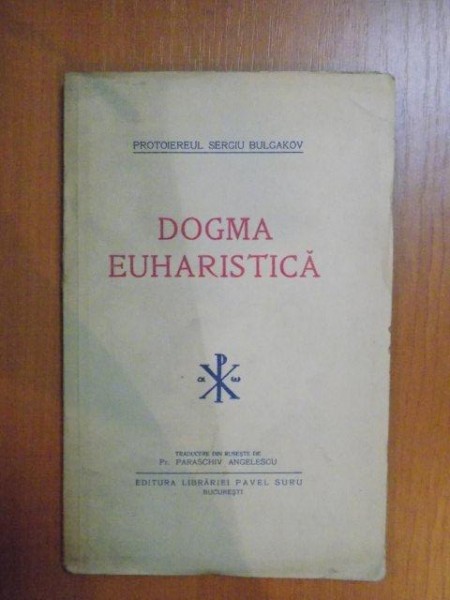 PROTOIEREUL SERGIU BULGAKOV
DOGMA
EUHARISTICĂ
α ω
TRADUCERE DIN RUSEȘTE DE
Pr. PARASCHIV ANGELESCU
EDITURA LIBRĂRIEI PAVEL SURU
BUCUREȘTI